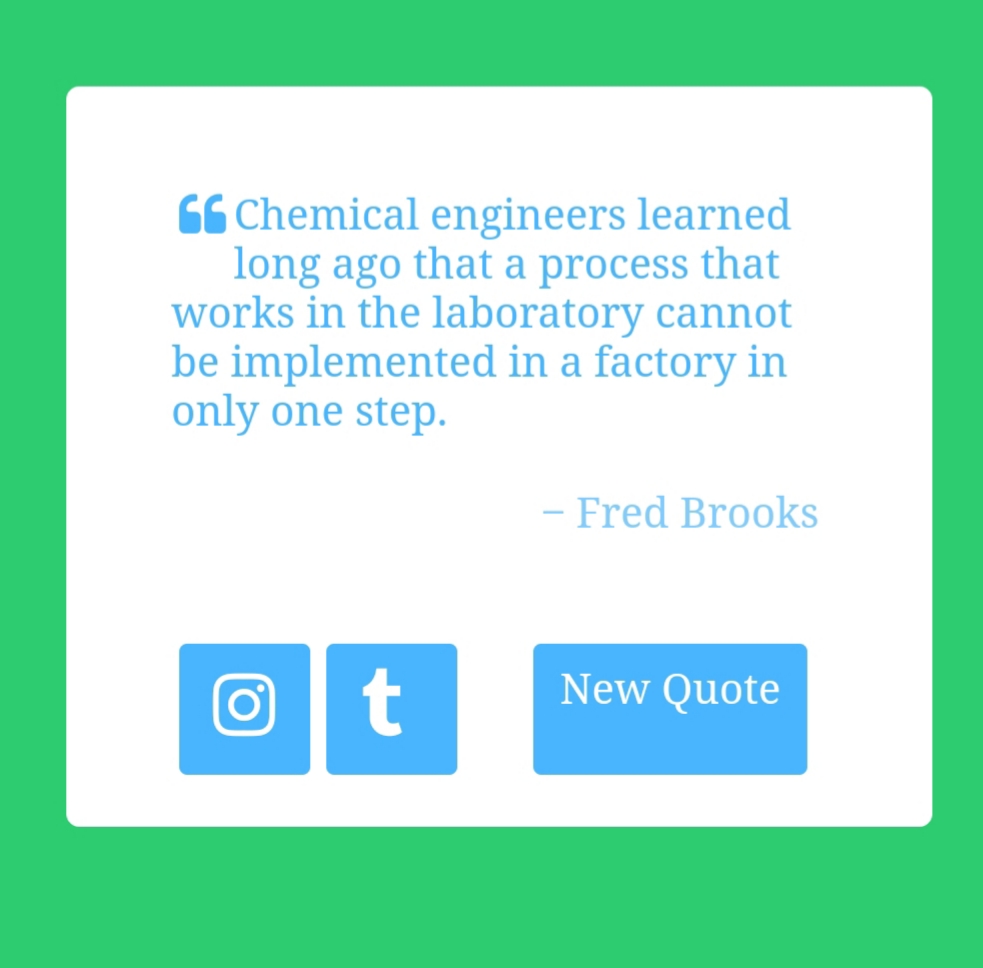 ❝Chemical engineers learned
long ago that a process that
works in the laboratory cannot
be implemented in a factory in
only one step.
– Fred Brooks
t New Quote